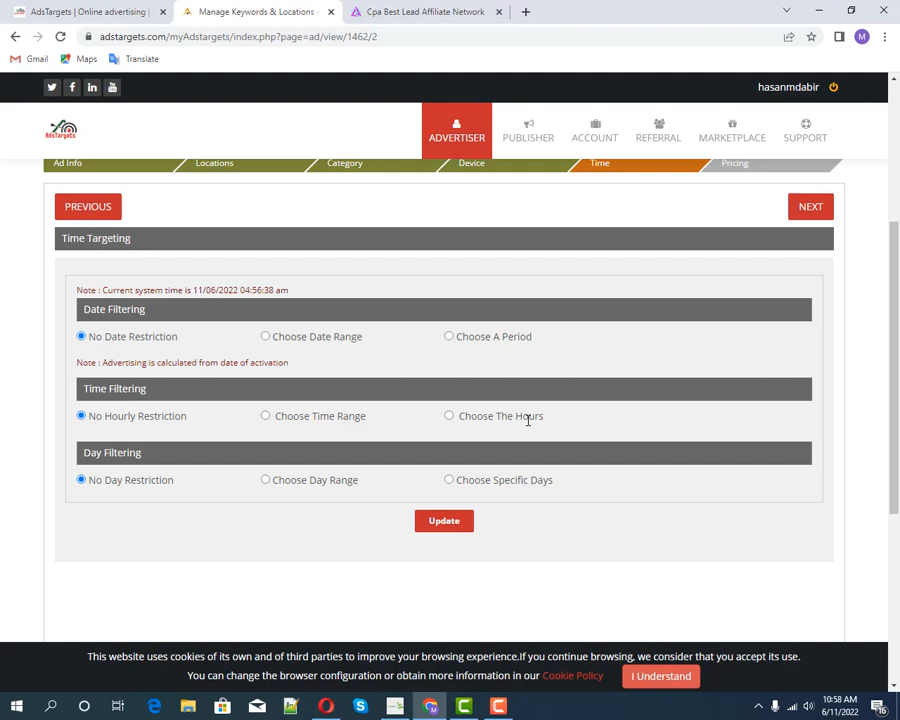 AdsTargets | Online advertising
Manage Keywords & Locations -
Cpa Best Lead Affiliate Network
adstargets.com/myAdstargets/index.php?page=ad/view/1462/2
M
Gmail
Maps
Translate
hasanmdabir
AdsTargets
ADVERTISER
PUBLISHER
ACCOUNT
REFERRAL
MARKETPLACE
SUPPORT
Ad Info
Locations
Category
Device
Time
Pricing
PREVIOUS
NEXT
Time Targeting
Note : Current system time is 11/06/2022 04:56:38 am
Date Filtering
No Date Restriction
Choose Date Range
Choose A Period
Note : Advertising is calculated from date of activation
Time Filtering
No Hourly Restriction
Choose Time Range
Choose The Hours
Day Filtering
No Day Restriction
Choose Day Range
Choose Specific Days
Update
This website uses cookies of its own and of third parties to improve your browsing experience.If you continue browsing, we consider that you accept its use.
You can change the browser configuration or obtain more information in our Cookie Policy
I Understand
10:58 AM
6/11/2022
16